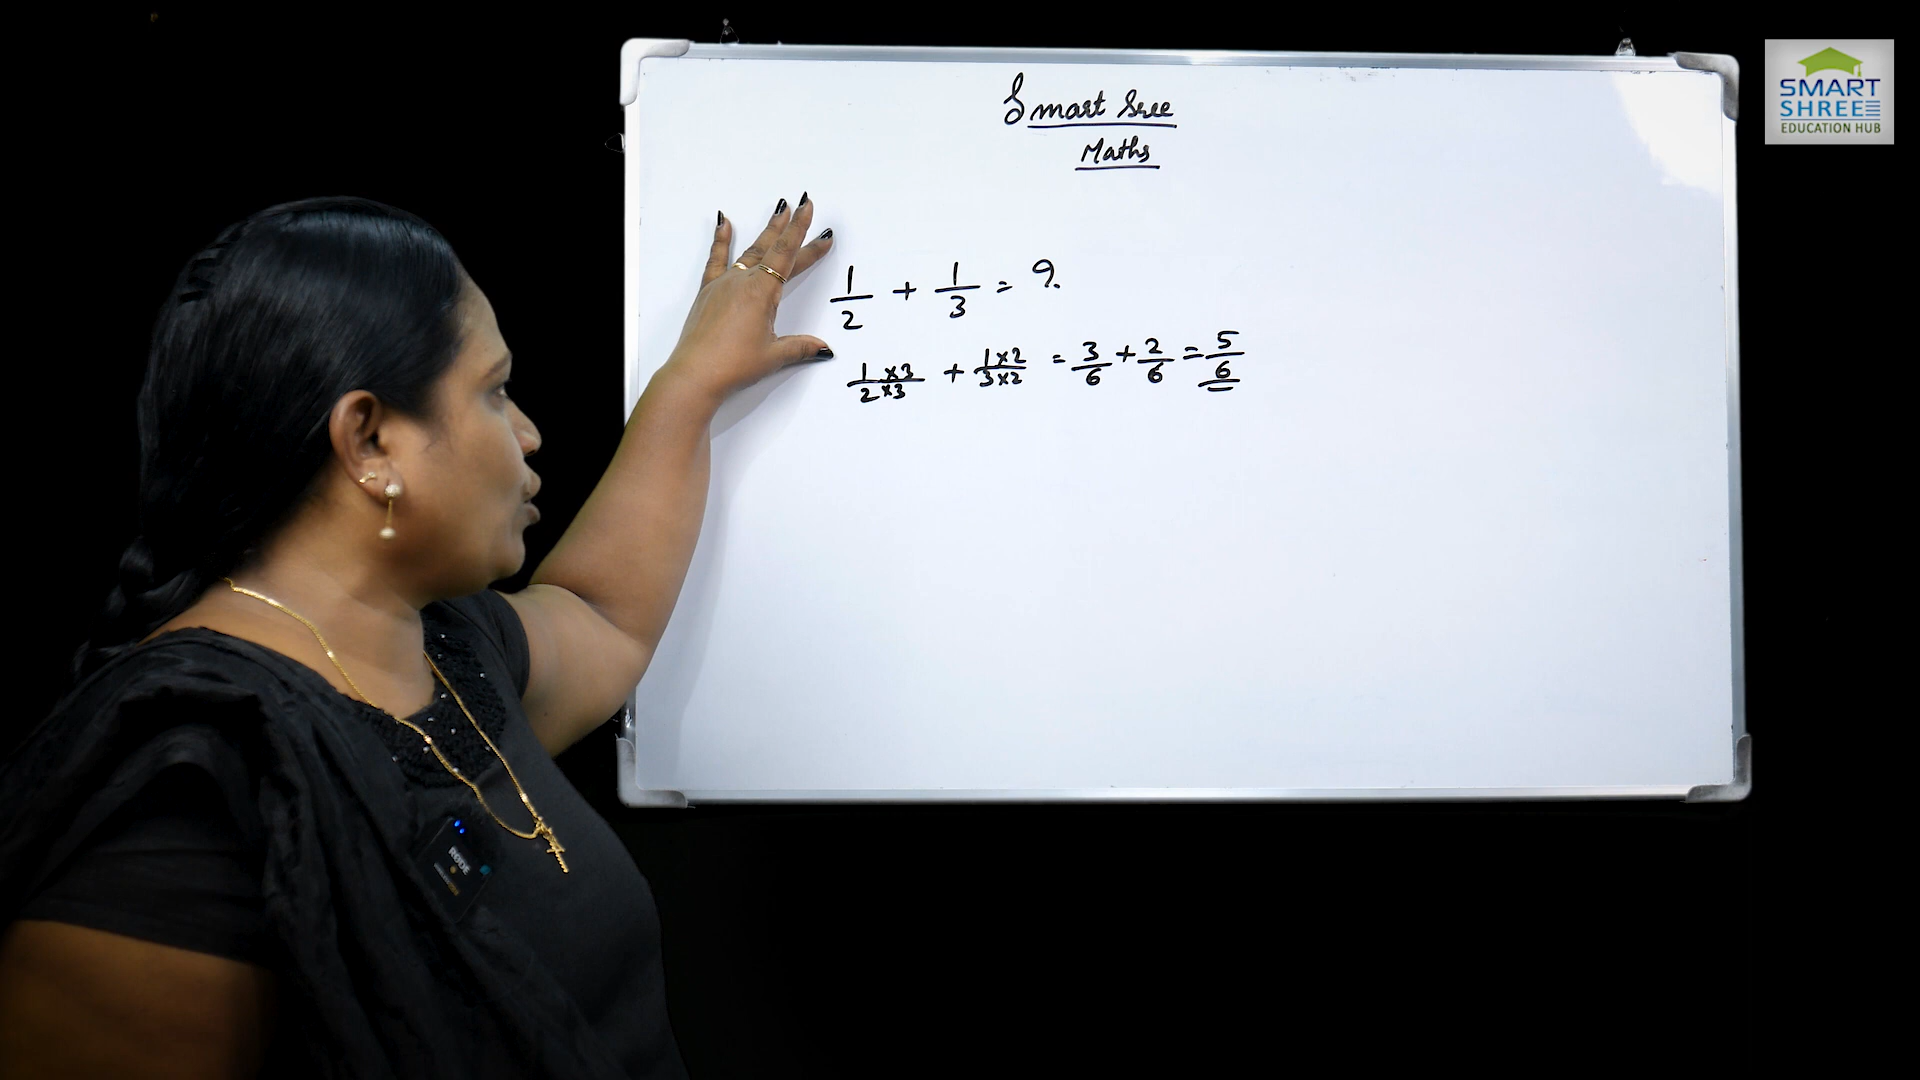 Smart Sree
Maths
1/2 + 1/3 = ?
1×3/2×3 + 1×2/3×2 = 3/6 + 2/6 = 5/6
SMART
SHREE
EDUCATION HUB
RØDE